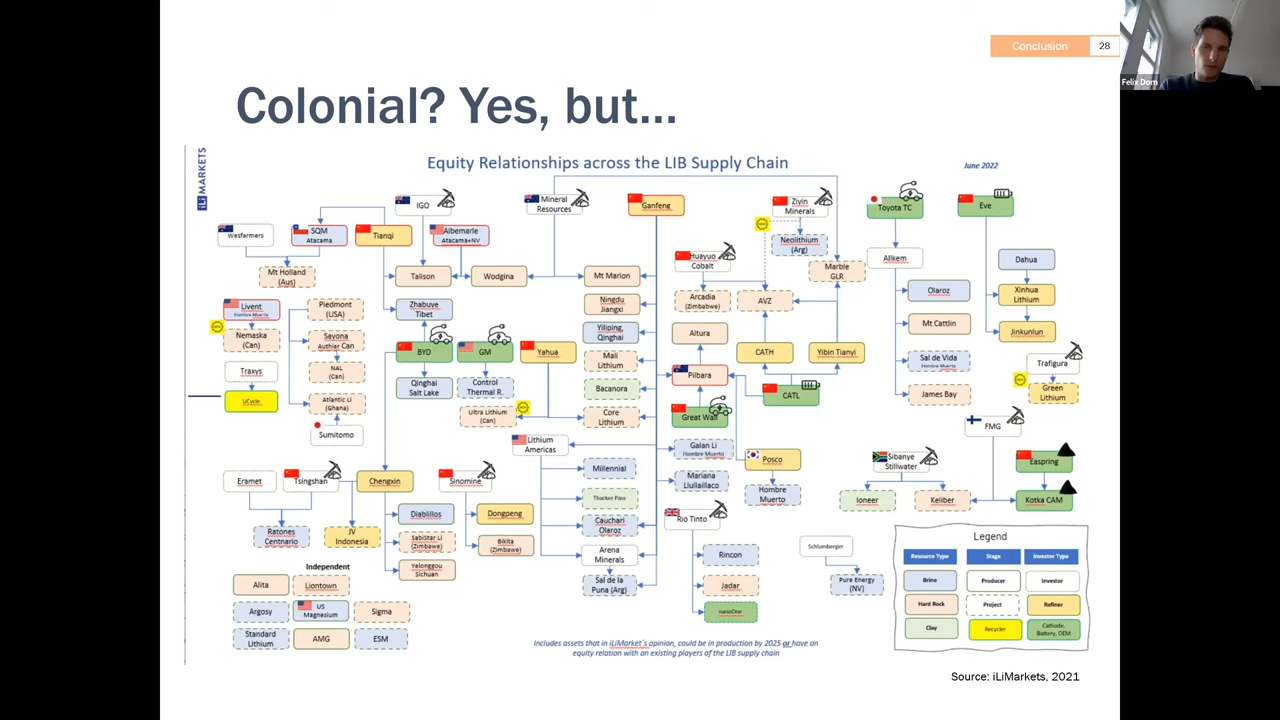 Conclusion
28
Felix Dorn
Colonial? Yes, but...
iLi MARKETS
Equity Relationships across the LIB Supply Chain
June 2022
IGO
Mineral
Resources
Ganfeng
Ziyin
Minerals
Toyota TC
Eve
Wesfarmers
SQM
Atacama
Tianqi
Albemarle
Atacama+NV
Neolithium
(Arg)
Huayuo
Cobalt
Allkem
Dahua
Mt Holland
(Aus)
Talison
Wodgina
Mt Marion
Marble
GLR
Livent
Hombre Muerto
Piedmont
(USA)
Zhabuye
Tibet
Ningdu
Jiangxi
Arcadia
(Zimbabwe)
AVZ
Olaroz
Xinhua
Lithium
Nemaska
(Can)
Sayona
Authier Can
Yiliping,
Qinghai
Altura
Mt Cattlin
Jinkunlun
BYD
GM
Yahua
Mali
Lithium
CATH
Yibin Tianyi
Sal de Vida
Hombre Muerto
Trafigura
Traxys
NAL
(Can)
Qinghai
Salt Lake
Control
Thermal R.
Bacanora
Pilbara
CATL
James Bay
Green
Lithium
LiCycle
Atlantic Li
(Ghana)
Ultra Lithium
(Can)
Core
Lithium
Great Wall
Sumitomo
Lithium
Americas
Galan Li
Hombre Muerto
FMG
Eramet
Tsingshan
Chengxin
Sinomine
Millennial
Mariana
Llullaillaco
Posco
Sibanye
Stillwater
Easpring
Thacker Pass
Hombre
Muerto
Ioneer
Keliber
Kotka CAM
Ratones
Centnario
JV
Indonesia
Diablillos
Dongpeng
Cauchari
Olaroz
Rio Tinto
SabiStar Li
(Zimbabwe)
Bikita
(Zimbabwe)
Arena
Minerals
Rincon
Schlumberger
Yelonggou
Sichuan
Sal de la
Puna (Arg)
Jadar
Pure Energy
(NV)
nanoOne
Independent
Alita
Liontown
Argosy
US
Magnesium
Sigma
Standard
Lithium
AMG
ESM
Legend
Resource Type
Stage
Investor Type
Brine
Producer
Investor
Hard Rock
Project
Refiner
Clay
Recycler
Cathode,
Battery, OEM
Includes assets that in iLiMarket´s opinion, could be in production by 2025 or have an
equity relation with an existing players of the LIB supply chain
Source: iLiMarkets, 2021